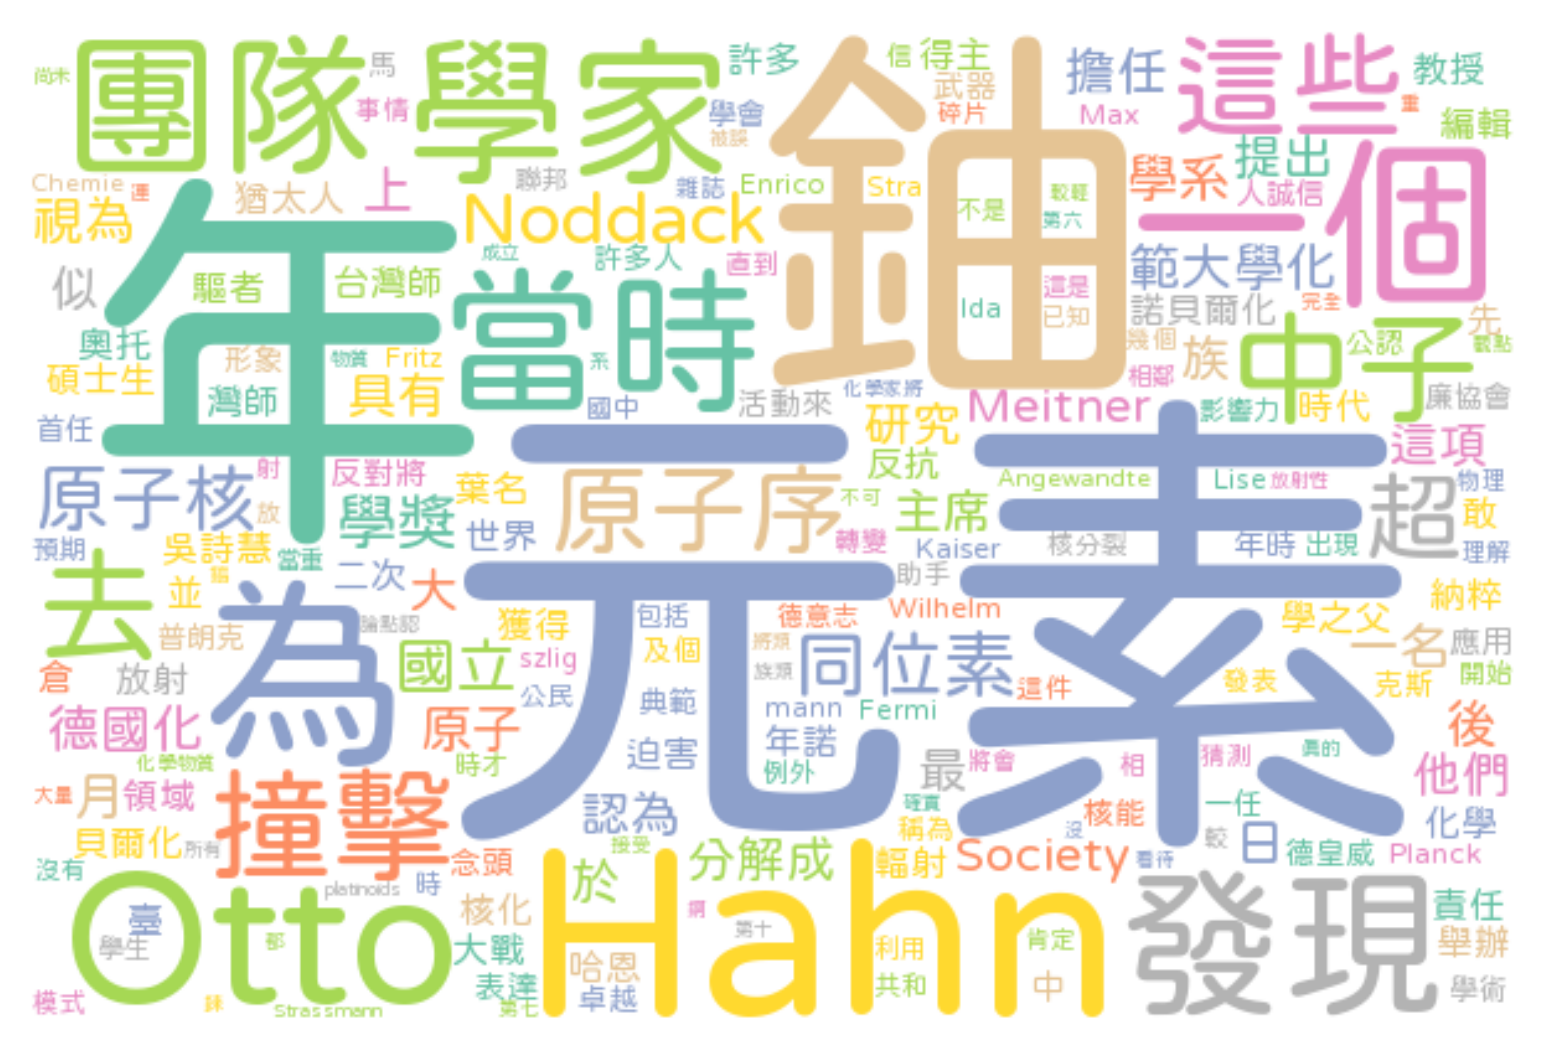 尚未
團隊
學家
馬
事情
許多
學會
被誤
鈾
信
得主
武器
碎片
擔任
Max
這些
重
教授
編輯
Chemie
運
視為
猶太人
上
聯邦
雜誌
Enrico
Stra
Noddack
不是
較輕
第六
學系
提出
人誠信
一個
年
似
驅者
台灣師
成立
許多人
直到
當時
Ida
這是
已知
範大學化
諾貝爾化
完全
幾個
族
中子
公認
先
觀點
奧托
碩士生
形象
物質
Fritz
灣師
具有
系
國中
活動來
化學家將
相鄰
Meitner
影響力
時代
廉協會
首任
研究
反抗
元素
這項
原子核
射
放
反對將
學獎
葉名
世界
原子序
不可
主席
轉變
Angewandte
Lise
放射性
超
物理
敢
預期
吳詩慧
當重
二次
Kaiser
核分裂
年時
出現
理解
去
並
為
大
助手
納粹
普朗克
論點認
獲得
包括
德意志
Wilhelm
學之父
一名
應用
倉
放射
國立
szlig
及個
將類
族類
同位素
這件
發表
克斯
開始
公民
典範
mann
Fermi
德國化
原子
迫害
年諾
例外
後
化學物質
時才
最
將會
相
猜測
真的
他們
大量
月
領域
撞擊
認為
確實
稱為
核能
一任
化學
貝爾化
所有
念頭
接受
分解成
輻射
Society
沒
看待
較
日
德皇威
Planck
沒有
platinoids
時
於
Otto
Hahn
發現
臺
學生
都
核化
大戰
哈恩
第十
利用
肯定
責任
舉辦
表達
卓越
共和
中
學術
模式
Strassmann
第七